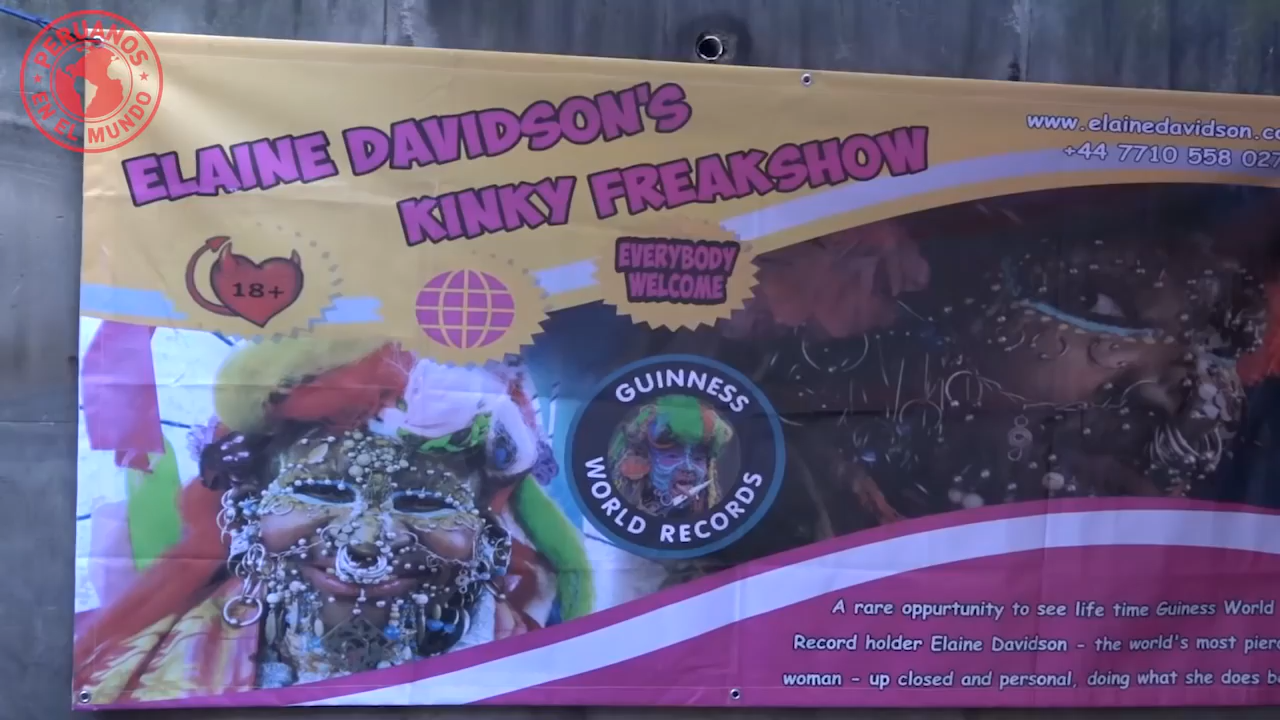 PERUANOS
EN EL MUNDO
ELAINE DAVIDSON'S
KINKY FREAKSHOW
www.elainedavidson.co
+44 7710 558 027
18+
EVERYBODY
WELCOME
GUINNESS
WORLD RECORDS
A rare oppurtunity to see life time Guiness World
Record holder Elaine Davidson - the world's most pierc
woman - up closed and personal, doing what she does be